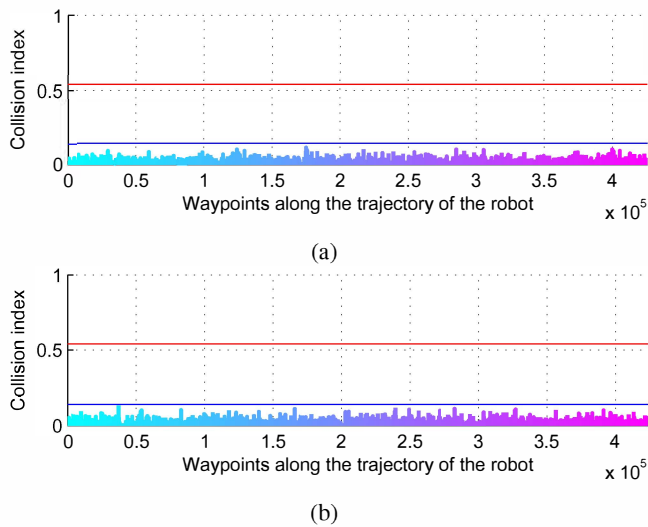 1
0.5
0
Collision index
0 0.5 1 1.5 2 2.5 3 3.5 4
Waypoints along the trajectory of the robot
x 10^5
(a)
1
0.5
0
Collision index
0 0.5 1 1.5 2 2.5 3 3.5 4
Waypoints along the trajectory of the robot
x 10^5
(b)